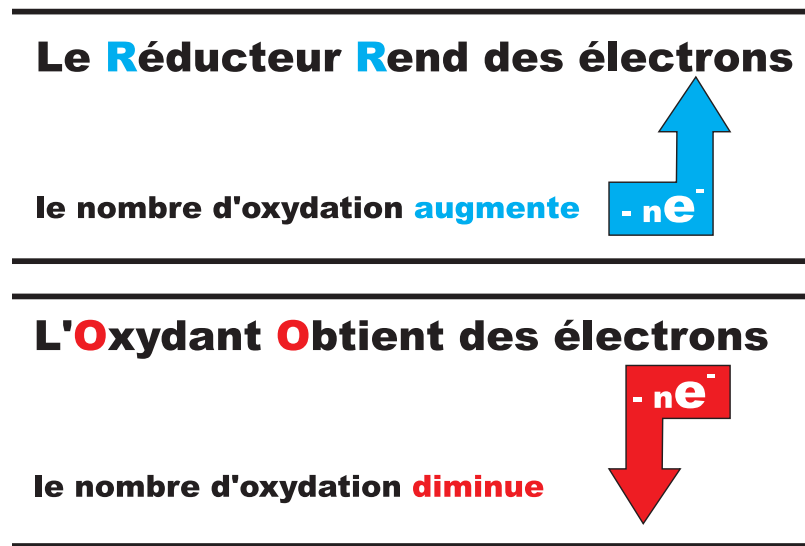 Le Réducteur Rend des électrons
le nombre d'oxydation augmente
- ne⁻
L'Oxydant Obtient des électrons
- ne⁻
le nombre d'oxydation diminue